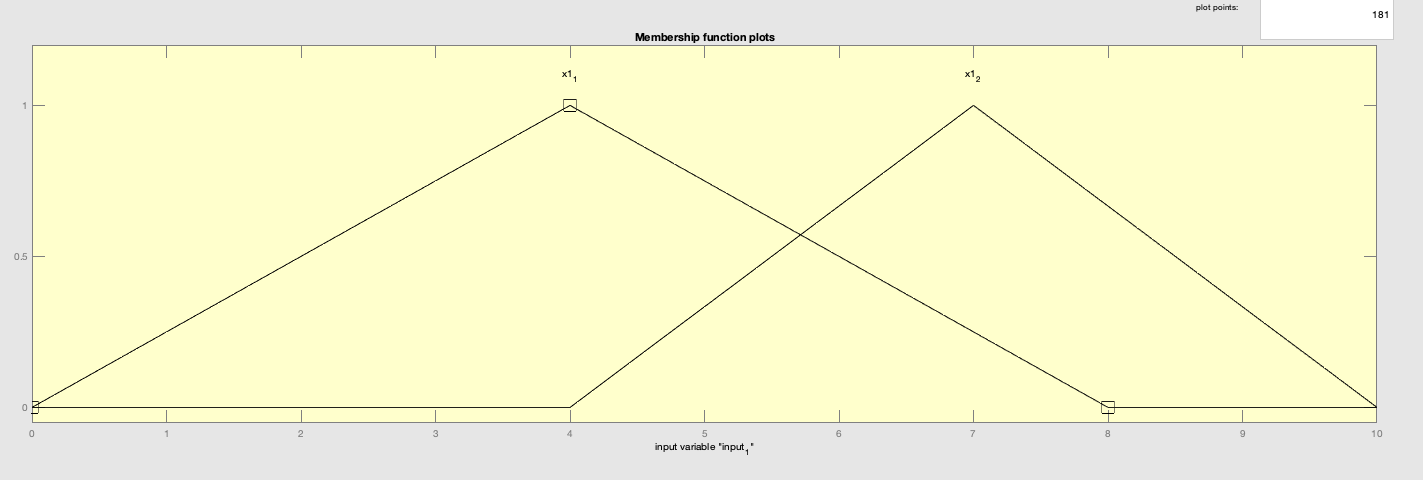 plot points:
181
Membership function plots
x1₁
x1₂
1
0.5
0
0 1 2 3 4 5 6 7 8 9 10
input variable "input₁"